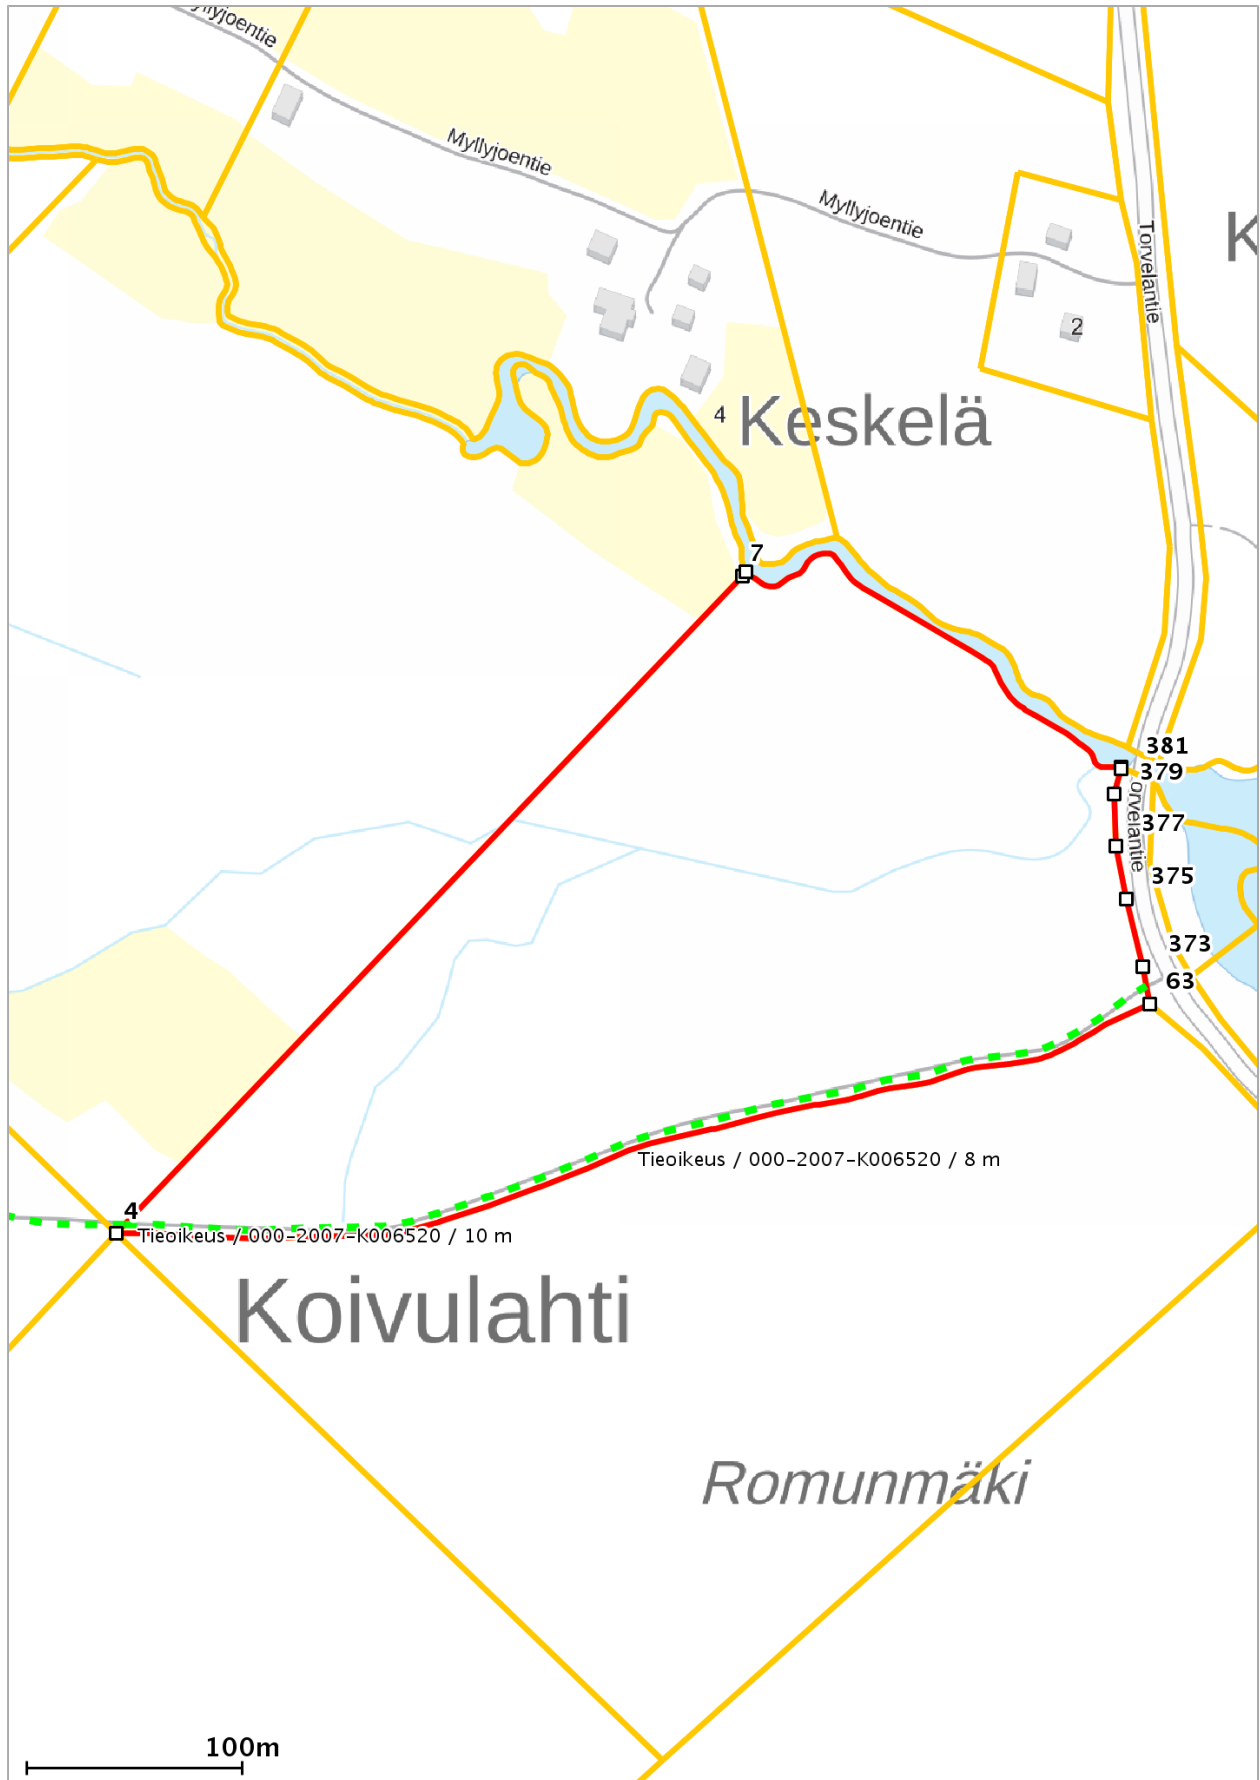 Myllyjoentie
Myllyjoentie
Torvelantie
2
4
Keskelä
7
381
379
377
Torvelantie
375
373
63
Tieoikeus / 000-2007-K006520 / 8 m
4
Tieoikeus / 000-2007-K006520 / 10 m
Koivulahti
Romunmäki
100m